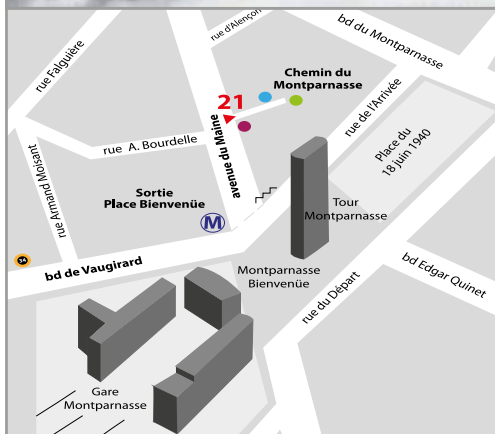 rue d'Alençon
bd du Montparnasse
rue Falguière
Chemin du
Montparnasse
21
rue de l'Arrivée
Place du
18 juin 1940
avenue du Maine
rue A. Bourdelle
rue Armand Moisant
Sortie
Place Bienvenüe
M
Tour
Montparnasse
34
bd de Vaugirard
Montparnasse
Bienvenüe
bd Edgar Quinet
rue du Départ
Gare
Montparnasse